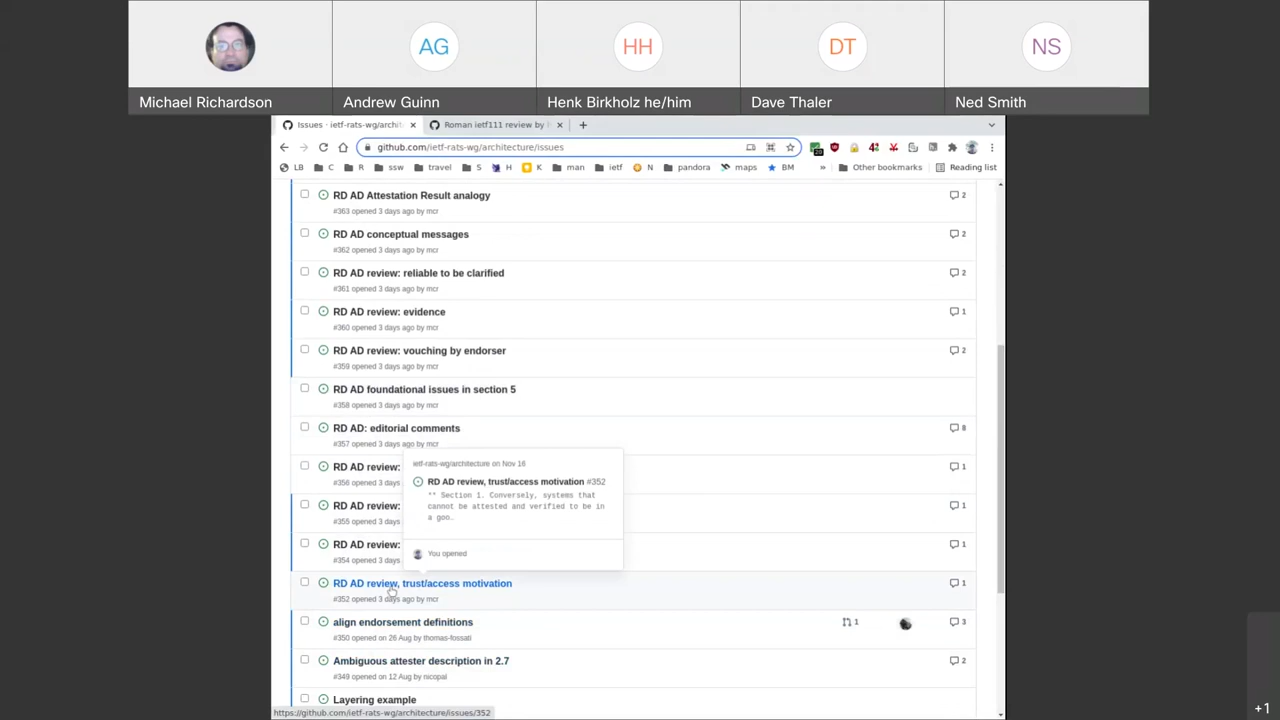 AG
HH
DT
NS
Michael Richardson
Andrew Guinn
Henk Birkholz he/him
Dave Thaler
Ned Smith
Issues · ietf-rats-wg/archit
Roman ietf111 review by
github.com/ietf-rats-wg/architecture/issues
LB
C
R
ssw
travel
S
H
K
man
ietf
N
pandora
maps
BM
»
Other bookmarks
Reading list
RD AD Attestation Result analogy
2
#363 opened 3 days ago by mcr
RD AD conceptual messages
2
#362 opened 3 days ago by mcr
RD AD review: reliable to be clarified
2
#361 opened 3 days ago by mcr
RD AD review: evidence
1
#360 opened 3 days ago by mcr
RD AD review: vouching by endorser
2
#359 opened 3 days ago by mcr
RD AD foundational issues in section 5
#358 opened 3 days ago by mcr
RD AD: editorial comments
8
#357 opened 3 days ago by mcr
RD AD review:
1
#356 opened 3 days
RD AD review:
1
#355 opened 3 days
RD AD review:
1
#354 opened 3 days
ietf-rats-wg/architecture on Nov 16
RD AD review, trust/access motivation #352
** Section 1. Conversely, systems that
cannot be attested and verified to be in
a goo…
You opened
RD AD review, trust/access motivation
1
#352 opened 3 days ago by mcr
align endorsement definitions
1
3
#350 opened on 26 Aug by thomas-fossati
Ambiguous attester description in 2.7
2
#349 opened on 12 Aug by nicopal
Layering example
https://github.com/ietf-rats-wg/architecture/issues/352
+1